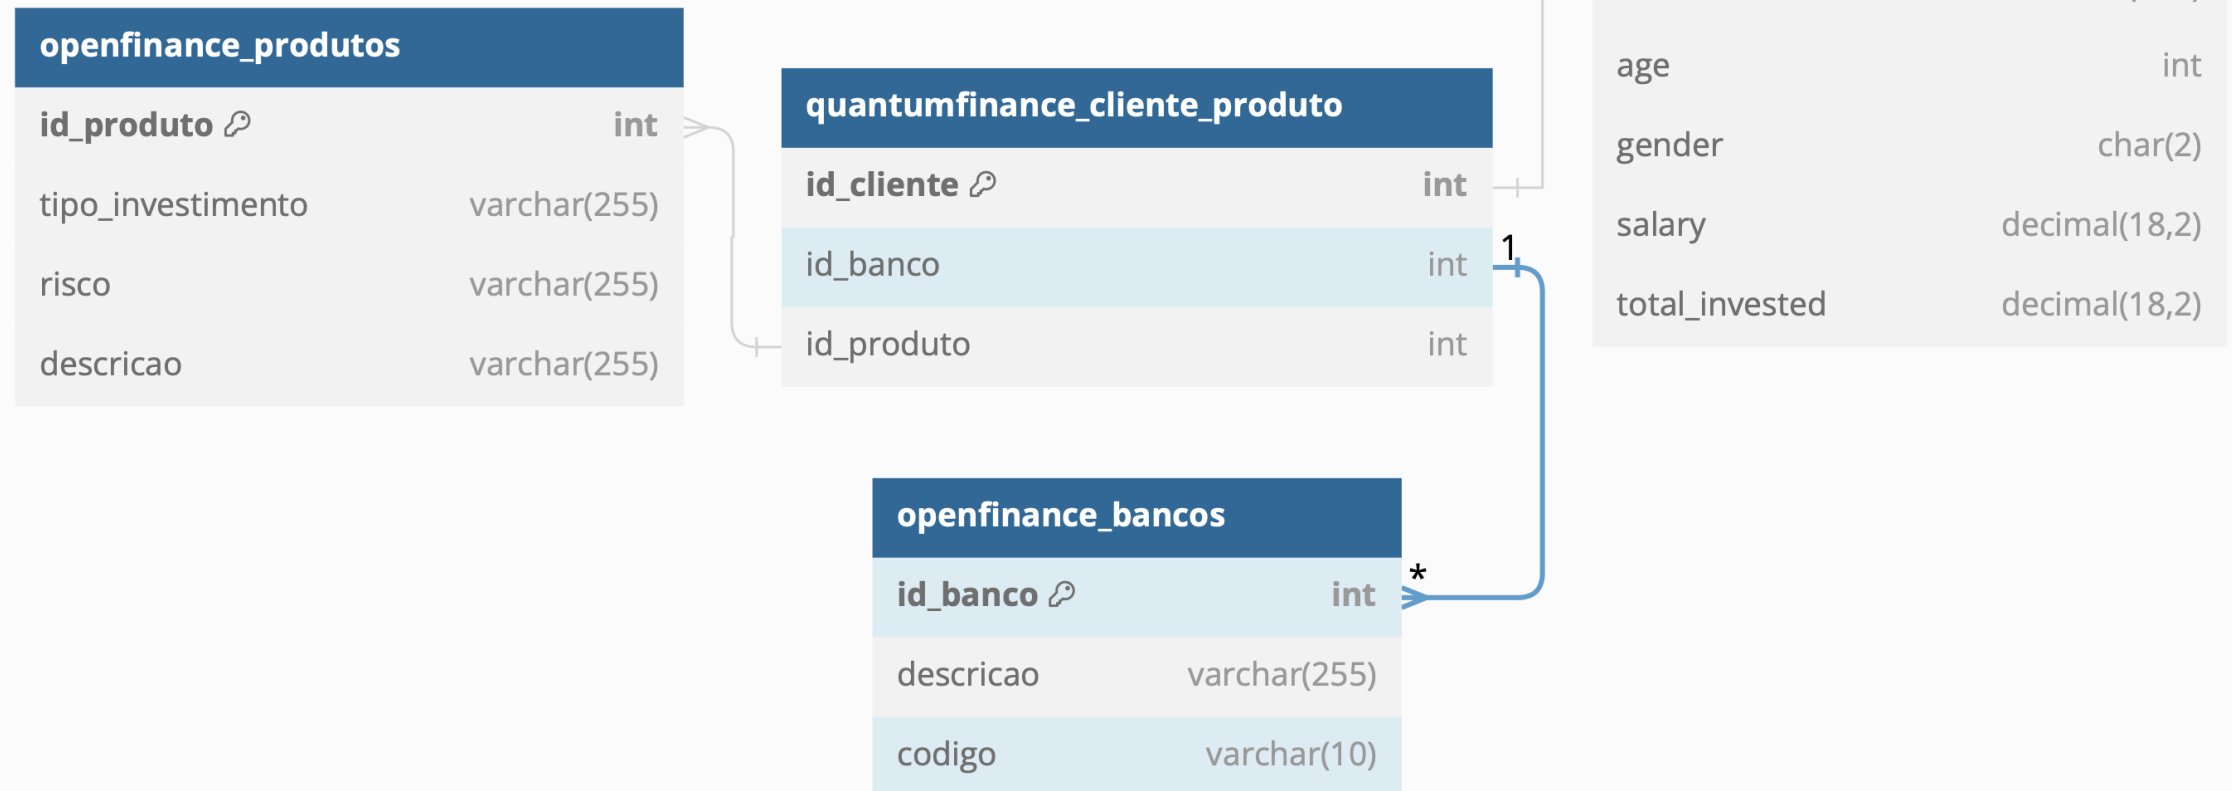 openfinance_produtos
id_produto int
tipo_investimento varchar(255)
risco varchar(255)
descricao varchar(255)
quantumfinance_cliente_produto
id_cliente int
id_banco int
id_produto int
1
*
openfinance_bancos
id_banco int
descricao varchar(255)
codigo varchar(10)
age int
gender char(2)
salary decimal(18,2)
total_invested decimal(18,2)